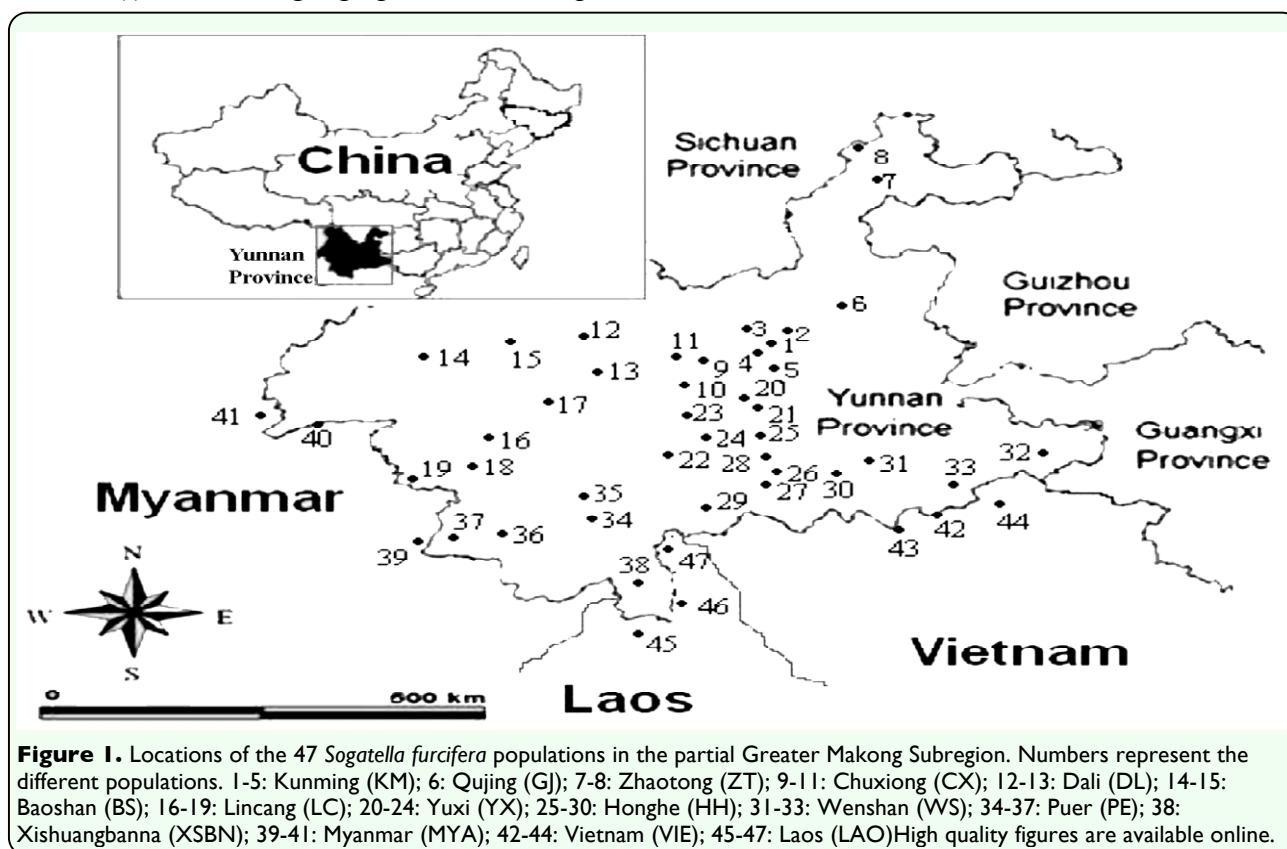 China
Yunnan
Province
Sichuan
Province
8
7
Guizhou
Province
6
12
3
2
11
1
14
15
4
9
13
5
10
20
17
Yunnan
Province
41
23
21
Guangxi
Province
40
24
25
16
32
22
28
31
33
19
18
26
Myanmar
35
27
30
29
44
34
42
37
36
43
39
47
N
38
W
E
46
S
45
Vietnam
0
500 km
Laos
Figure 1. Locations of the 47 Sogatella furcifera populations in the partial Greater Makong Subregion. Numbers represent the
different populations. 1-5: Kunming (KM); 6: Qujing (GJ); 7-8: Zhaotong (ZT); 9-11: Chuxiong (CX); 12-13: Dali (DL); 14-15:
Baoshan (BS); 16-19: Lincang (LC); 20-24: Yuxi (YX); 25-30: Honghe (HH); 31-33: Wenshan (WS); 34-37: Puer (PE); 38:
Xishuangbanna (XSBN); 39-41: Myanmar (MYA); 42-44: Vietnam (VIE); 45-47: Laos (LAO)High quality figures are available online.